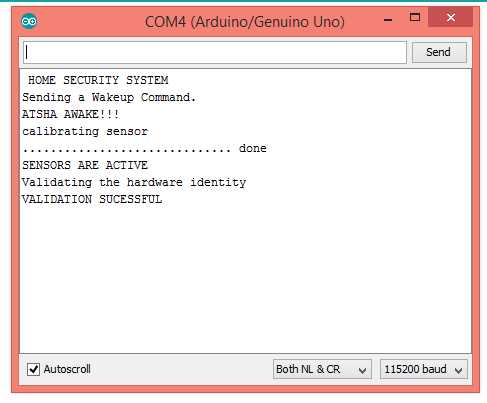 COM4 (Arduino/Genuino Uno)
Send
HOME SECURITY SYSTEM
Sending a Wakeup Command.
ATSHA AWAKE!!!
calibrating sensor
.............................. done
SENSORS ARE ACTIVE
Validating the hardware identity
VALIDATION SUCESSFUL
Autoscroll
Both NL & CR
115200 baud